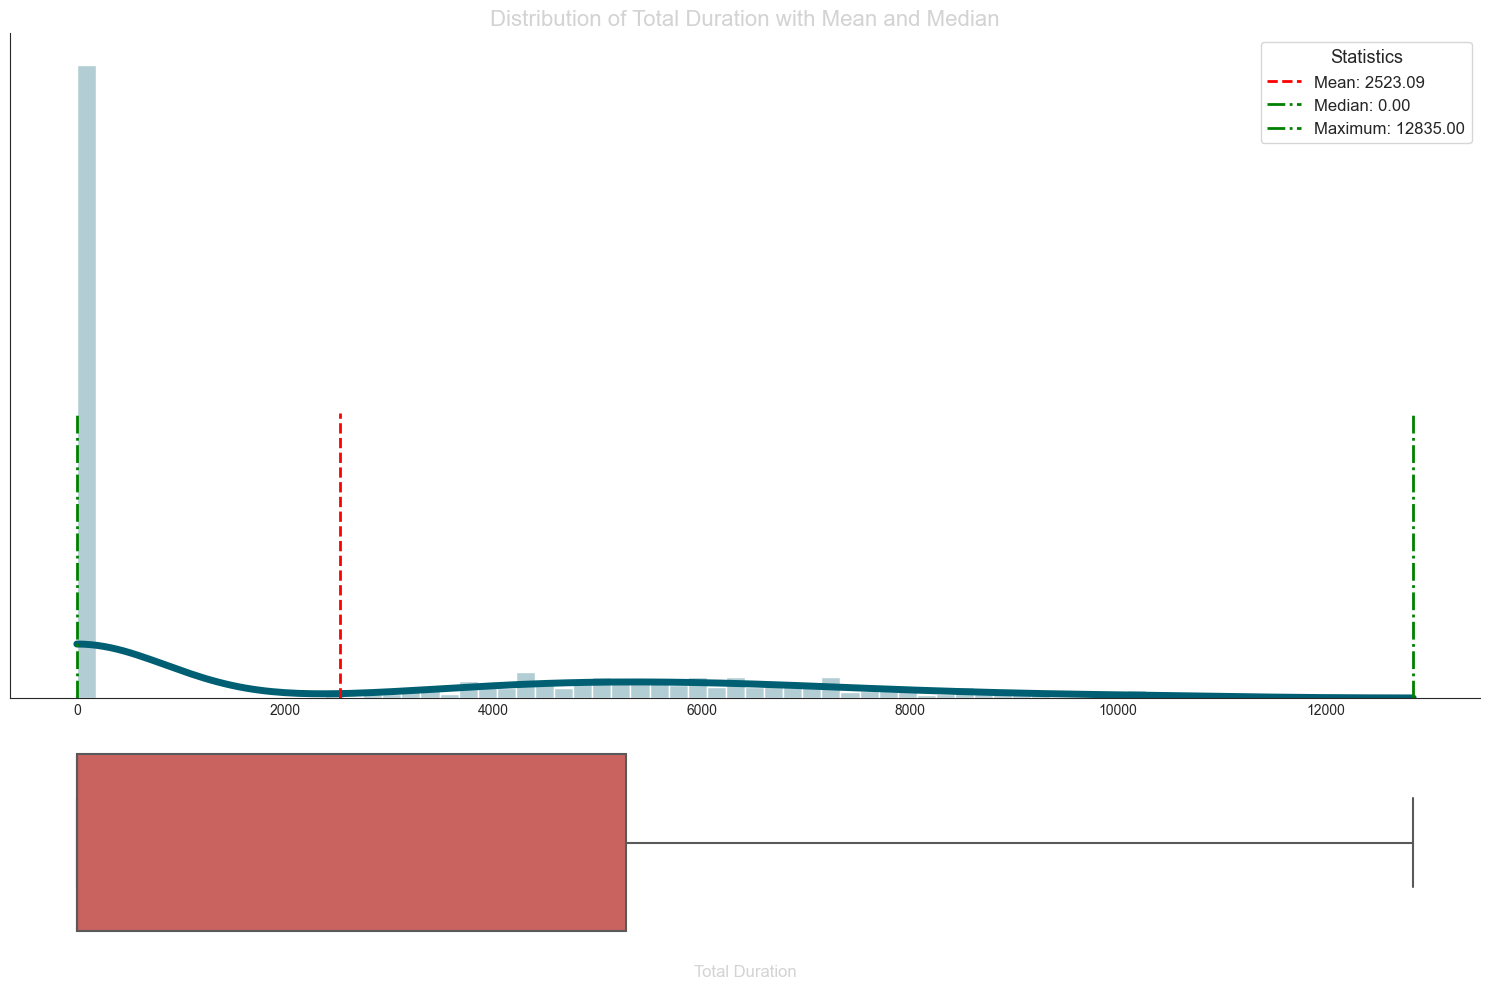 Distribution of Total Duration with Mean and Median
Statistics
Mean: 2523.09
Median: 0.00
Maximum: 12835.00
0 2000 4000 6000 8000 10000 12000
Total Duration